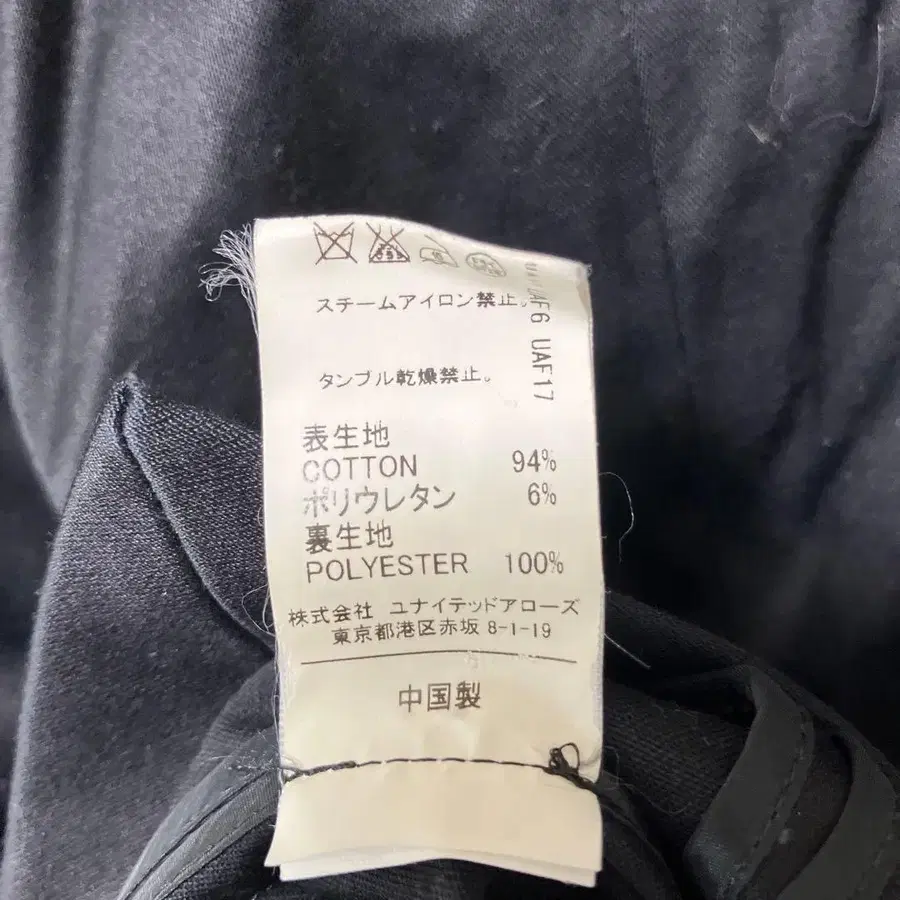 スチームアイロン禁止。
タンブル乾燥禁止。
表生地
COTTON 94%
ポリウレタン 6%
裏生地
POLYESTER 100%
株式会社 ユナイテッドアローズ
東京都港区赤坂 8-1-19
中国製
UAF17